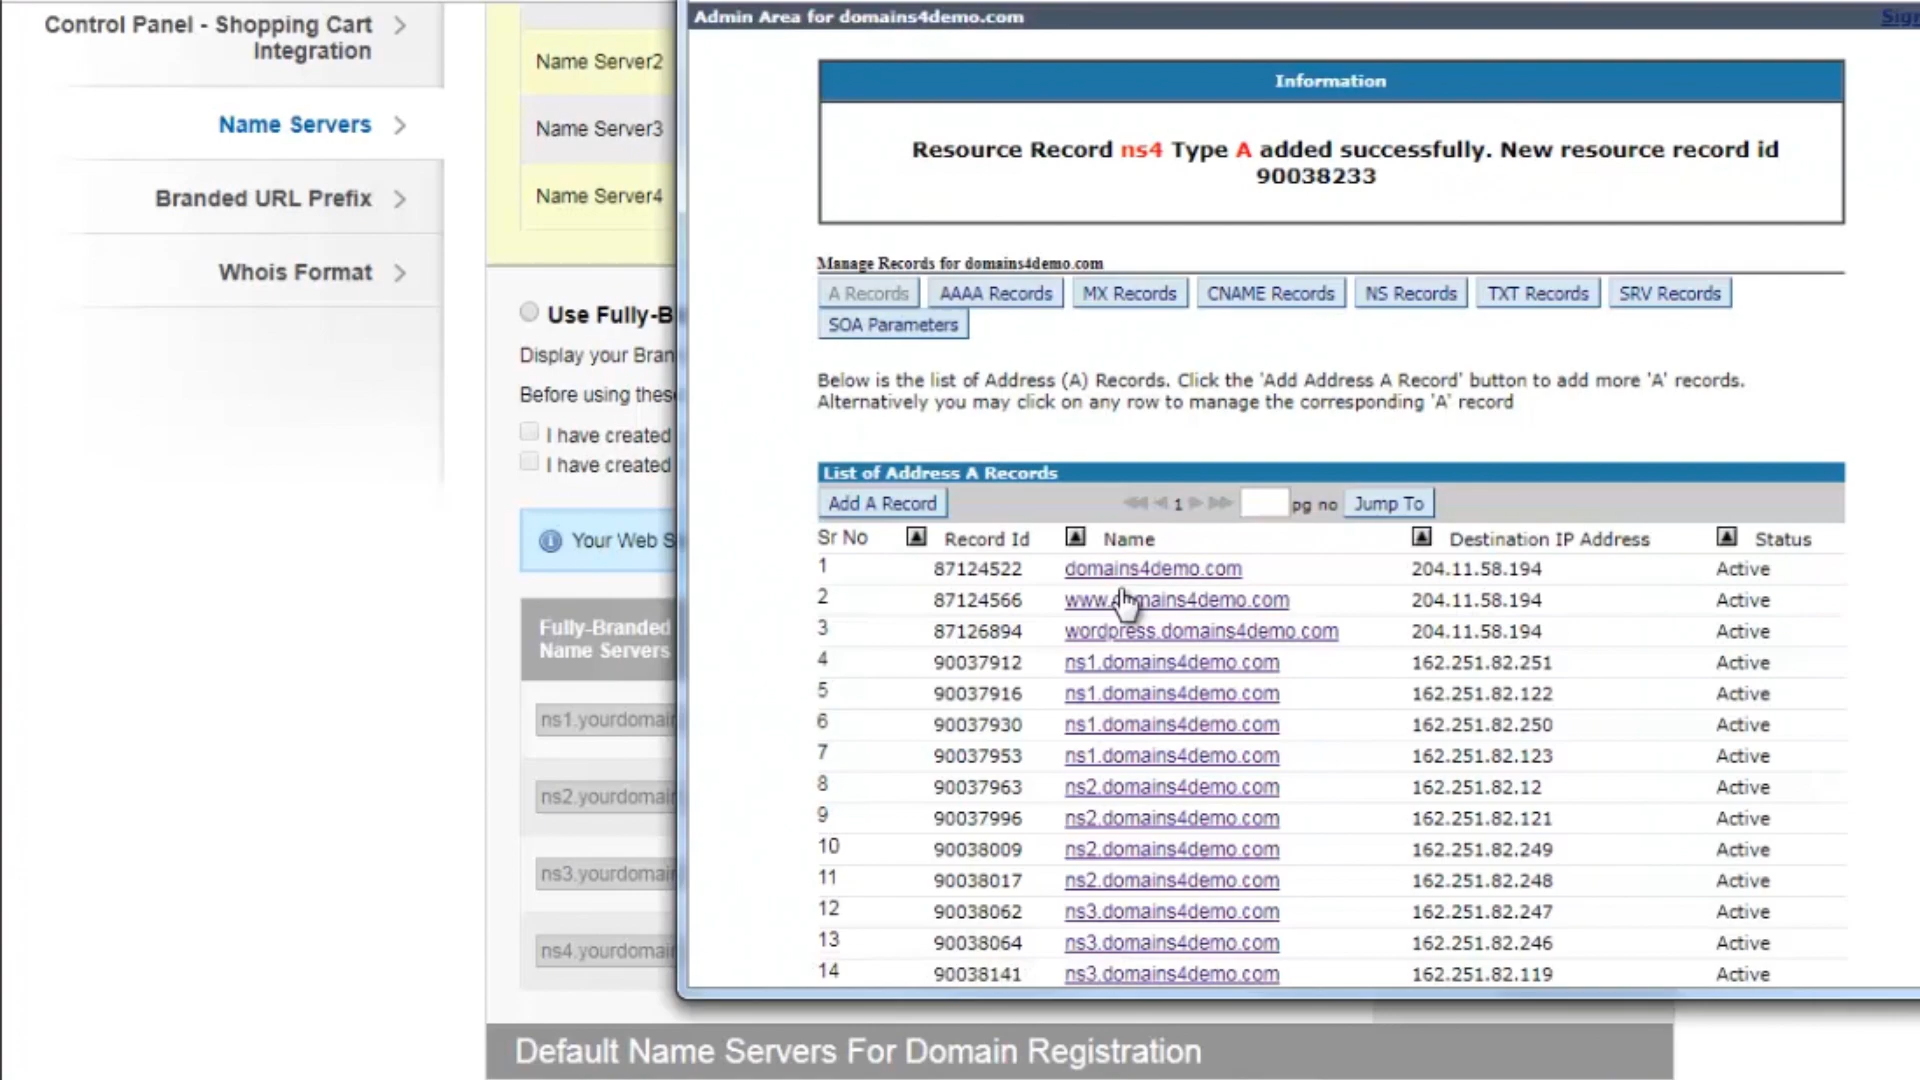 Control Panel - Shopping Cart
Integration
Name Servers
Branded URL Prefix
Whois Format
Name Server2
Name Server3
Name Server4
Use Fully-B
Display your Bran
Before using thes
I have created
I have created
Your Web S
Fully-Branded
Name Servers
ns1.yourdomain
ns2.yourdomain
ns3.yourdomain
ns4.yourdomain
Default Name Servers For Domain Registration
Admin Area for domains4demo.com
Sign
Information
Resource Record ns4 Type A added successfully. New resource record id
90038233
Manage Records for domains4demo.com
A Records AAAA Records MX Records CNAME Records NS Records TXT Records SRV Records
SOA Parameters
Below is the list of Address (A) Records. Click the 'Add Address A Record' button to add more 'A' records.
Alternatively you may click on any row to manage the corresponding 'A' record
List of Address A Records
Add A Record 1 pg no Jump To
Sr No Record Id Name Destination IP Address Status
1 87124522 domains4demo.com 204.11.58.194 Active
2 87124566 www.domains4demo.com 204.11.58.194 Active
3 87126894 wordpress.domains4demo.com 204.11.58.194 Active
4 90037912 ns1.domains4demo.com 162.251.82.251 Active
5 90037916 ns1.domains4demo.com 162.251.82.122 Active
6 90037930 ns1.domains4demo.com 162.251.82.250 Active
7 90037953 ns1.domains4demo.com 162.251.82.123 Active
8 90037963 ns2.domains4demo.com 162.251.82.12 Active
9 90037996 ns2.domains4demo.com 162.251.82.121 Active
10 90038009 ns2.domains4demo.com 162.251.82.249 Active
11 90038017 ns2.domains4demo.com 162.251.82.248 Active
12 90038062 ns3.domains4demo.com 162.251.82.247 Active
13 90038064 ns3.domains4demo.com 162.251.82.246 Active
14 90038141 ns3.domains4demo.com 162.251.82.119 Active